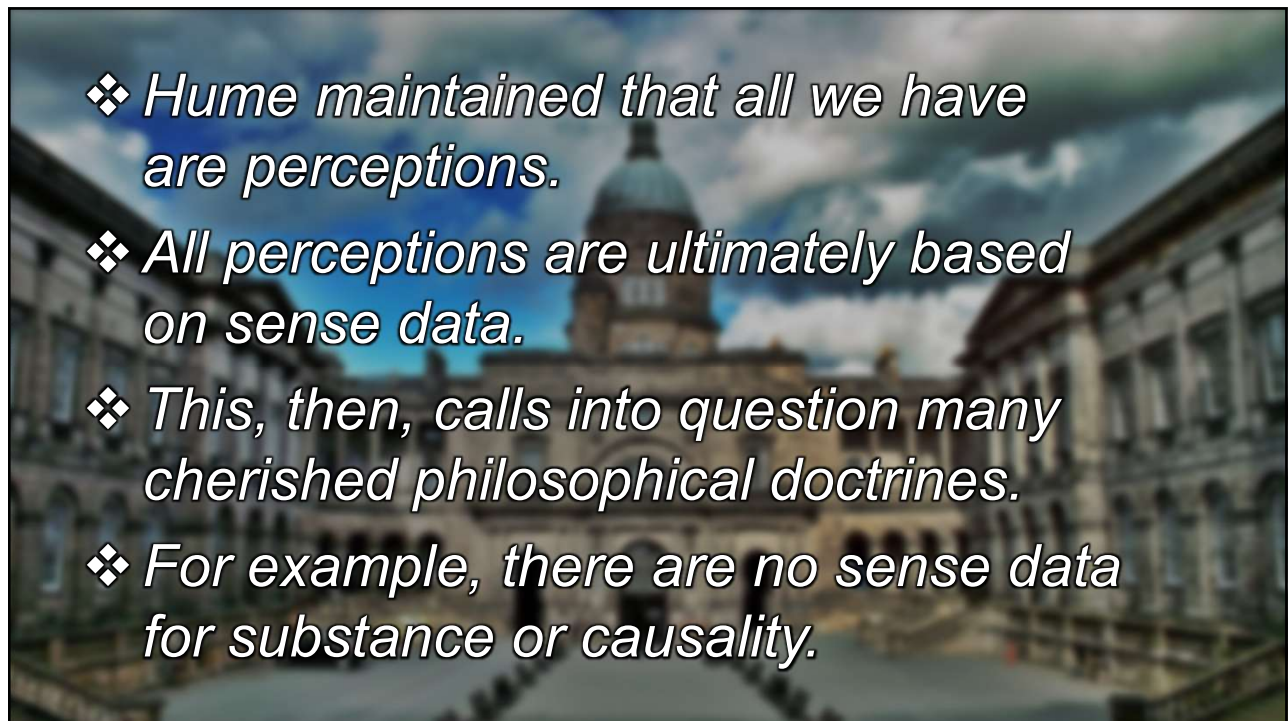 ❖ Hume maintained that all we have
are perceptions.
❖ All perceptions are ultimately based
on sense data.
❖ This, then, calls into question many
cherished philosophical doctrines.
❖ For example, there are no sense data
for substance or causality.